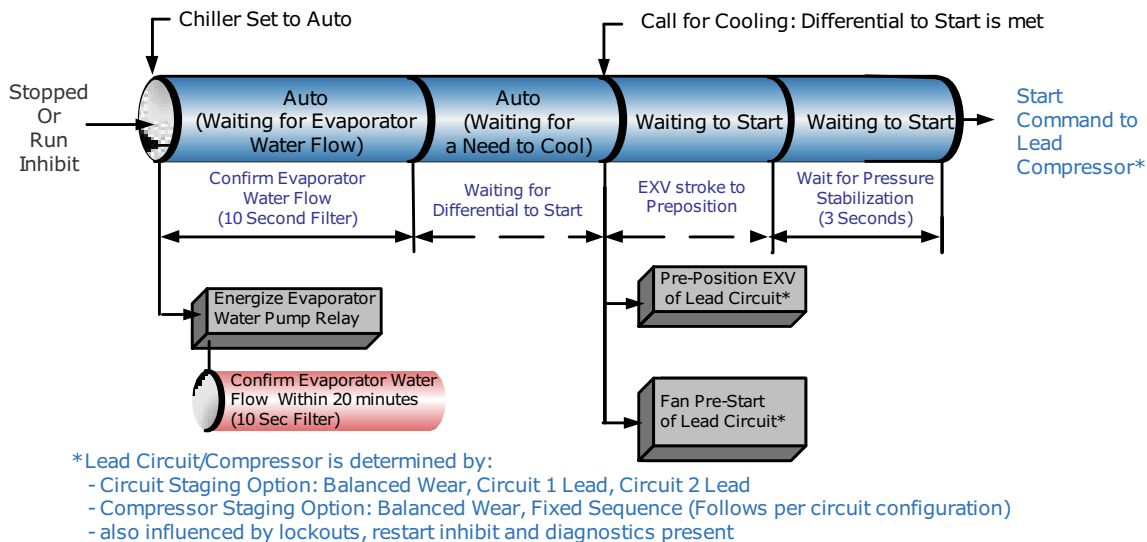 Chiller Set to Auto
Call for Cooling: Differential to Start is met
Stopped
Or
Run
Inhibit
Auto
(Waiting for Evaporator
Water Flow)
Auto
(Waiting for
a Need to Cool)
Waiting to Start
Waiting to Start
Start
Command to
Lead
Compressor*
Confirm Evaporator
Water Flow
(10 Second Filter)
Waiting for
Differential to Start
EXV stroke to
Preposition
Wait for Pressure
Stabilization
(3 Seconds)
Energize Evaporator
Water Pump Relay
Pre-Position EXV
of Lead Circuit*
Confirm Evaporator Water
Flow Within 20 minutes
(10 Sec Filter)
Fan Pre-Start
of Lead Circuit*
*Lead Circuit/Compressor is determined by:
- Circuit Staging Option: Balanced Wear, Circuit 1 Lead, Circuit 2 Lead
- Compressor Staging Option: Balanced Wear, Fixed Sequence (Follows per circuit configuration)
- also influenced by lockouts, restart inhibit and diagnostics present